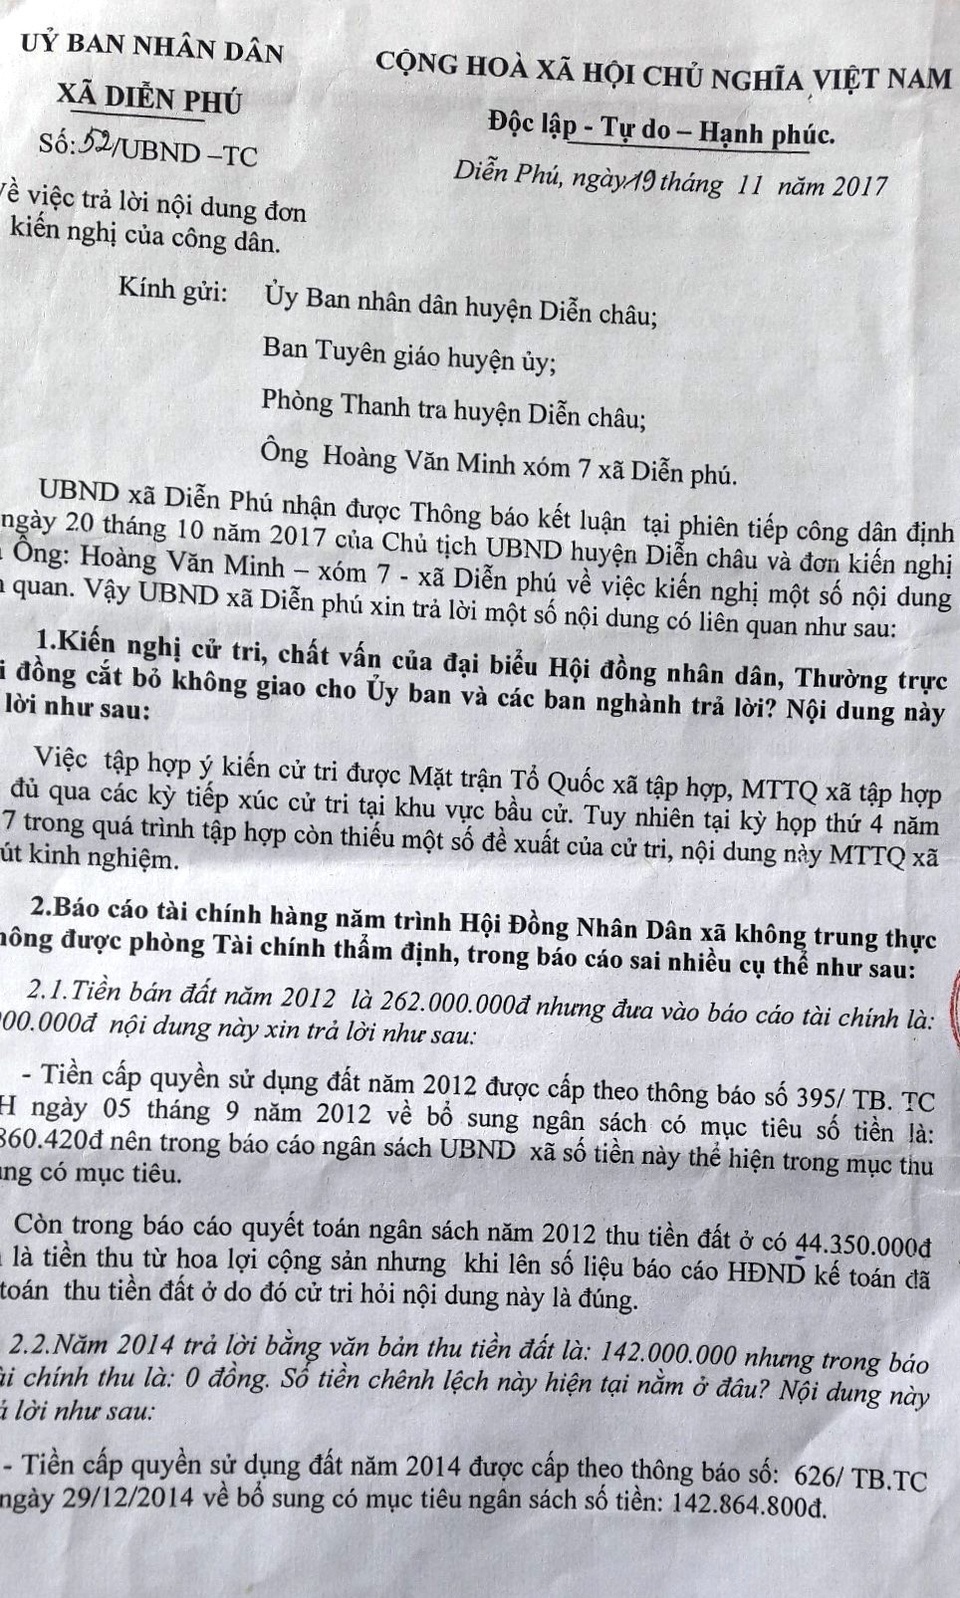 UỶ BAN NHÂN DÂN
XÃ DIỄN PHÚ
Số:52/UBND –TC
Về việc trả lời nội dung đơn
kiến nghị của công dân.
CỘNG HOÀ XÃ HỘI CHỦ NGHĨA VIỆT NAM
Độc lập - Tự do – Hạnh phúc.
Diễn Phú, ngày 19 tháng 11 năm 2017
Kính gửi: Ủy Ban nhân dân huyện Diễn châu;
Ban Tuyên giáo huyện ủy;
Phòng Thanh tra huyện Diễn châu;
Ông Hoàng Văn Minh xóm 7 xã Diễn phú.
UBND xã Diễn Phú nhận được Thông báo kết luận tại phiên tiếp công dân định
ngày 20 tháng 10 năm 2017 của Chủ tịch UBND huyện Diễn châu và đơn kiến nghị
Ông: Hoàng Văn Minh – xóm 7 - xã Diễn phú về việc kiến nghị một số nội dung
quan. Vậy UBND xã Diễn phú xin trả lời một số nội dung có liên quan như sau:
1.Kiến nghị cử tri, chất vấn của đại biểu Hội đồng nhân dân, Thường trực
đồng cắt bỏ không giao cho Ủy ban và các ban nghành trả lời? Nội dung này
lời như sau:
Việc tập hợp ý kiến cử tri được Mặt trận Tổ Quốc xã tập hợp, MTTQ xã tập hợp
đủ qua các kỳ tiếp xúc cử tri tại khu vực bầu cử. Tuy nhiên tại kỳ họp thứ 4 năm
7 trong quá trình tập hợp còn thiếu một số đề xuất của cử tri, nội dung này MTTQ xã
út kinh nghiệm.
2.Báo cáo tài chính hàng năm trình Hội Đồng Nhân Dân xã không trung thực
hông được phòng Tài chính thẩm định, trong báo cáo sai nhiều cụ thể như sau:
2.1.Tiền bán đất năm 2012 là 262.000.000đ nhưng đưa vào báo cáo tài chính là:
00.000đ nội dung này xin trả lời như sau:
- Tiền cấp quyền sử dụng đất năm 2012 được cấp theo thông báo số 395/ TB. TC
H ngày 05 tháng 9 năm 2012 về bổ sung ngân sách có mục tiêu số tiền là:
860.420đ nên trong báo cáo ngân sách UBND xã số tiền này thể hiện trong mục thu
ung có mục tiêu.
Còn trong báo cáo quyết toán ngân sách năm 2012 thu tiền đất ở có 44.350.000đ
là tiền thu từ hoa lợi cộng sản nhưng khi lên số liệu báo cáo HĐND kế toán đã
toán thu tiền đất ở do đó cử tri hỏi nội dung này là đúng.
2.2.Năm 2014 trả lời bằng văn bản thu tiền đất là: 142.000.000 nhưng trong báo
ài chính thu là: 0 đồng. Số tiền chênh lệch này hiện tại nằm ở đâu? Nội dung này
ả lời như sau:
- Tiền cấp quyền sử dụng đất năm 2014 được cấp theo thông báo số: 626/ TB.TC
ngày 29/12/2014 về bổ sung có mục tiêu ngân sách số tiền: 142.864.800đ.